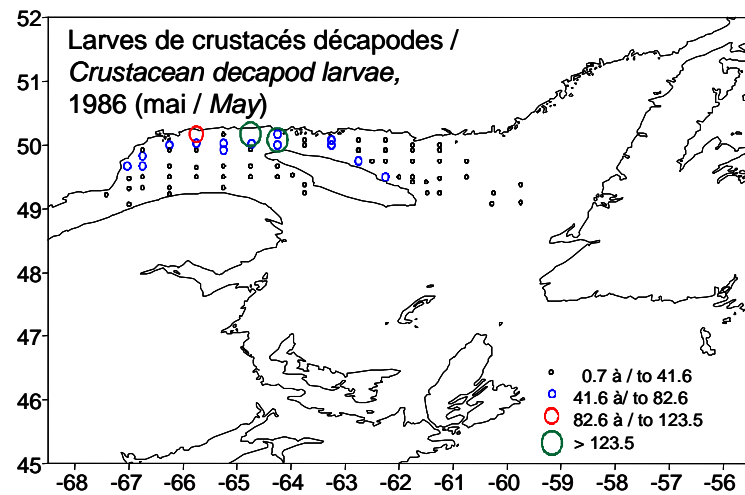 52
Larves de crustacés décapodes /
Crustacean decapod larvae,
1986 (mai / May)
51
50
49
48
47
46
45
0.7 à / to 41.6
41.6 à/ to 82.6
82.6 à / to 123.5
> 123.5
-68 -67 -66 -65 -64 -63 -62 -61 -60 -59 -58 -57 -56